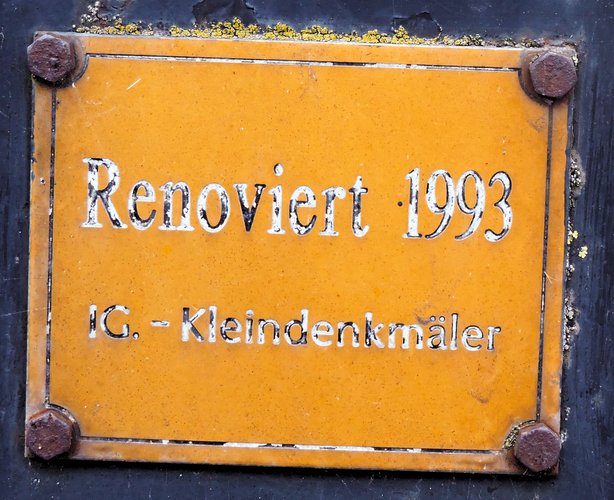 Renoviert 1993
IG. - Kleindenkmäler